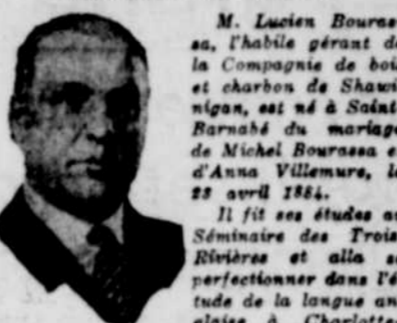 M. Lucien Bouras-
sa, l'habile gérant de
la Compagnie de bois
et charbon de Shawi-
nigan, est né à Saint-
Barnabé du mariage
de Michel Bourassa et
d'Anna Villemure, le
23 avril 1884.
Il fit ses études au
Séminaire des Trois-
Rivières et alla se
perfectionner dans l'é-
tude de la langue an-
glaise à Charlotte-